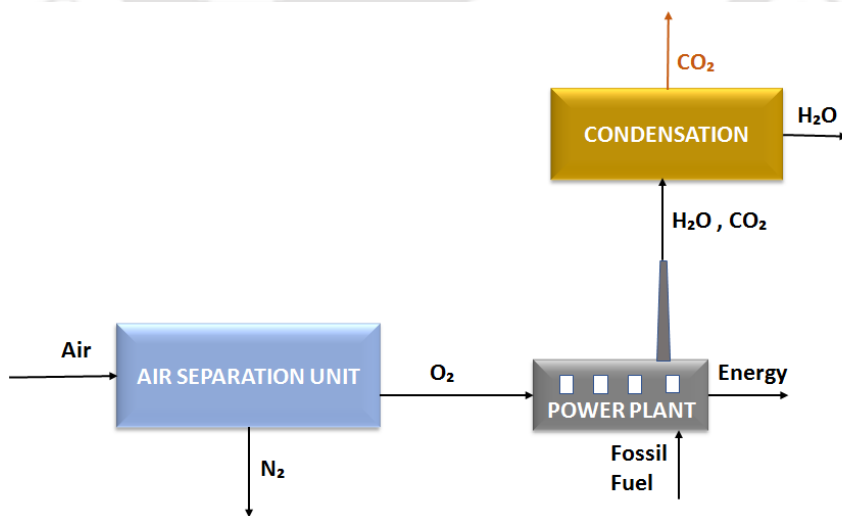 CO₂
CONDENSATION
H₂O
H₂O , CO₂
Air
AIR SEPARATION UNIT
O₂
POWER PLANT
Energy
N₂
Fossil
Fuel